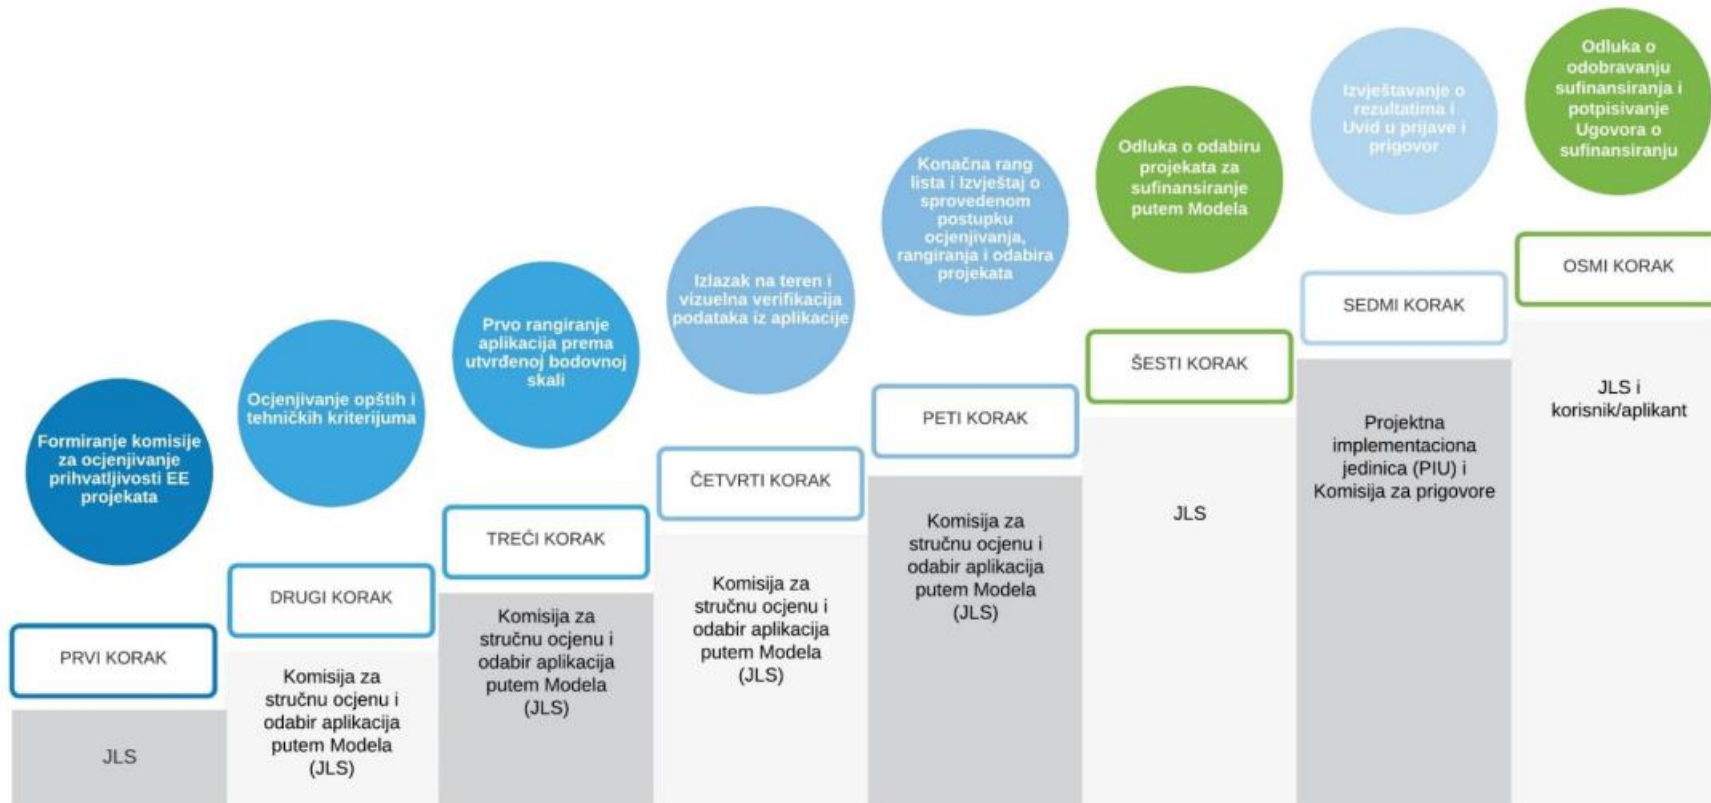 Formiranje komisije
za ocjenjivanje
prihvatljivosti EE
projekata
PRVI KORAK
JLS
Ocjenjivanje opštih i
tehničkih kriterijuma
DRUGI KORAK
Komisija za
stručnu ocjenu i
odabir aplikacija
putem Modela
(JLS)
Prvo rangiranje
aplikacija prema
utvrđenoj bodovnoj
skali
TREĆI KORAK
Komisija za
stručnu ocjenu i
odabir aplikacija
putem Modela
(JLS)
Izlazak na teren i
vizuelna verifikacija
podataka iz aplikacije
ČETVRTI KORAK
Komisija za
stručnu ocjenu i
odabir aplikacija
putem Modela
(JLS)
Konačna rang
lista i Izvještaj o
sprovedenom
postupku
ocjenjivanja,
rangiranja i odabira
projekata
PETI KORAK
Komisija za
stručnu ocjenu i
odabir aplikacija
putem Modela
(JLS)
Odluka o odabiru
projekata za
sufinansiranje
putem Modela
ŠESTI KORAK
JLS
Izvještavanje o
rezultatima i
Uvid u prijave i
prigovor
SEDMI KORAK
Projektna
implementaciona
jedinica (PIU) i
Komisija za prigovore
Odluka o
odobravanju
sufinansiranja i
potpisivanje
Ugovora o
sufinansiranju
OSMI KORAK
JLS i
korisnik/aplikant